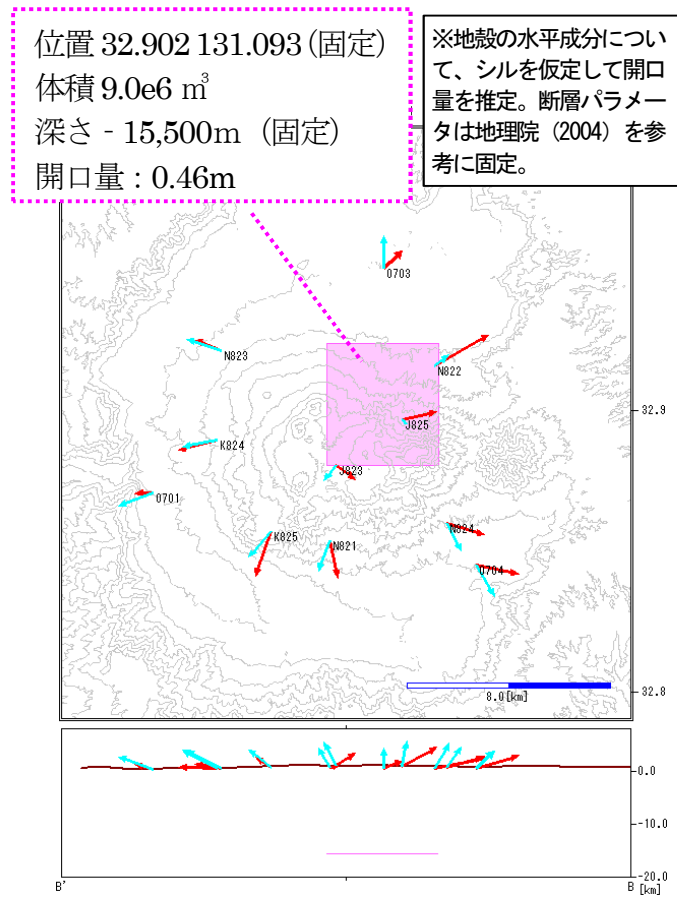 位置 32.902 131.093 (固定)
体積 9.0e6 ㎥
深さ - 15,500m (固定)
開口量 : 0.46m
※地殻の水平成分につい
て、シルを仮定して開口
量を推定。断層パラメー
タは地理院（2004）を参
考に固定。
0703
N823
N822
32.9
J825
K824
J823
0701
N824
K825
N821
0704
8.0[km]
32.8
0.0
-10.0
-20.0
B'
B
[km]